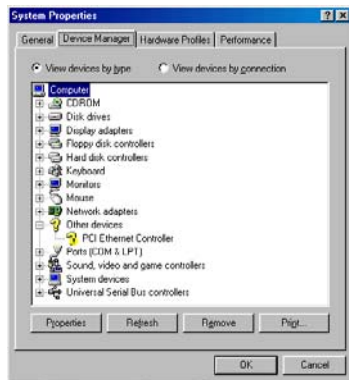 System Properties
General Device Manager Hardware Profiles Performance
View devices by type View devices by connection
Computer
CDROM
Disk drives
Display adapters
Floppy disk controllers
Hard disk controllers
Keyboard
Monitors
Mouse
Network adapters
Other devices
PCI Ethernet Controller
Ports (COM & LPT)
Sound, video and game controllers
System devices
Universal Serial Bus controllers
Properties Refresh Remove Print...
OK Cancel